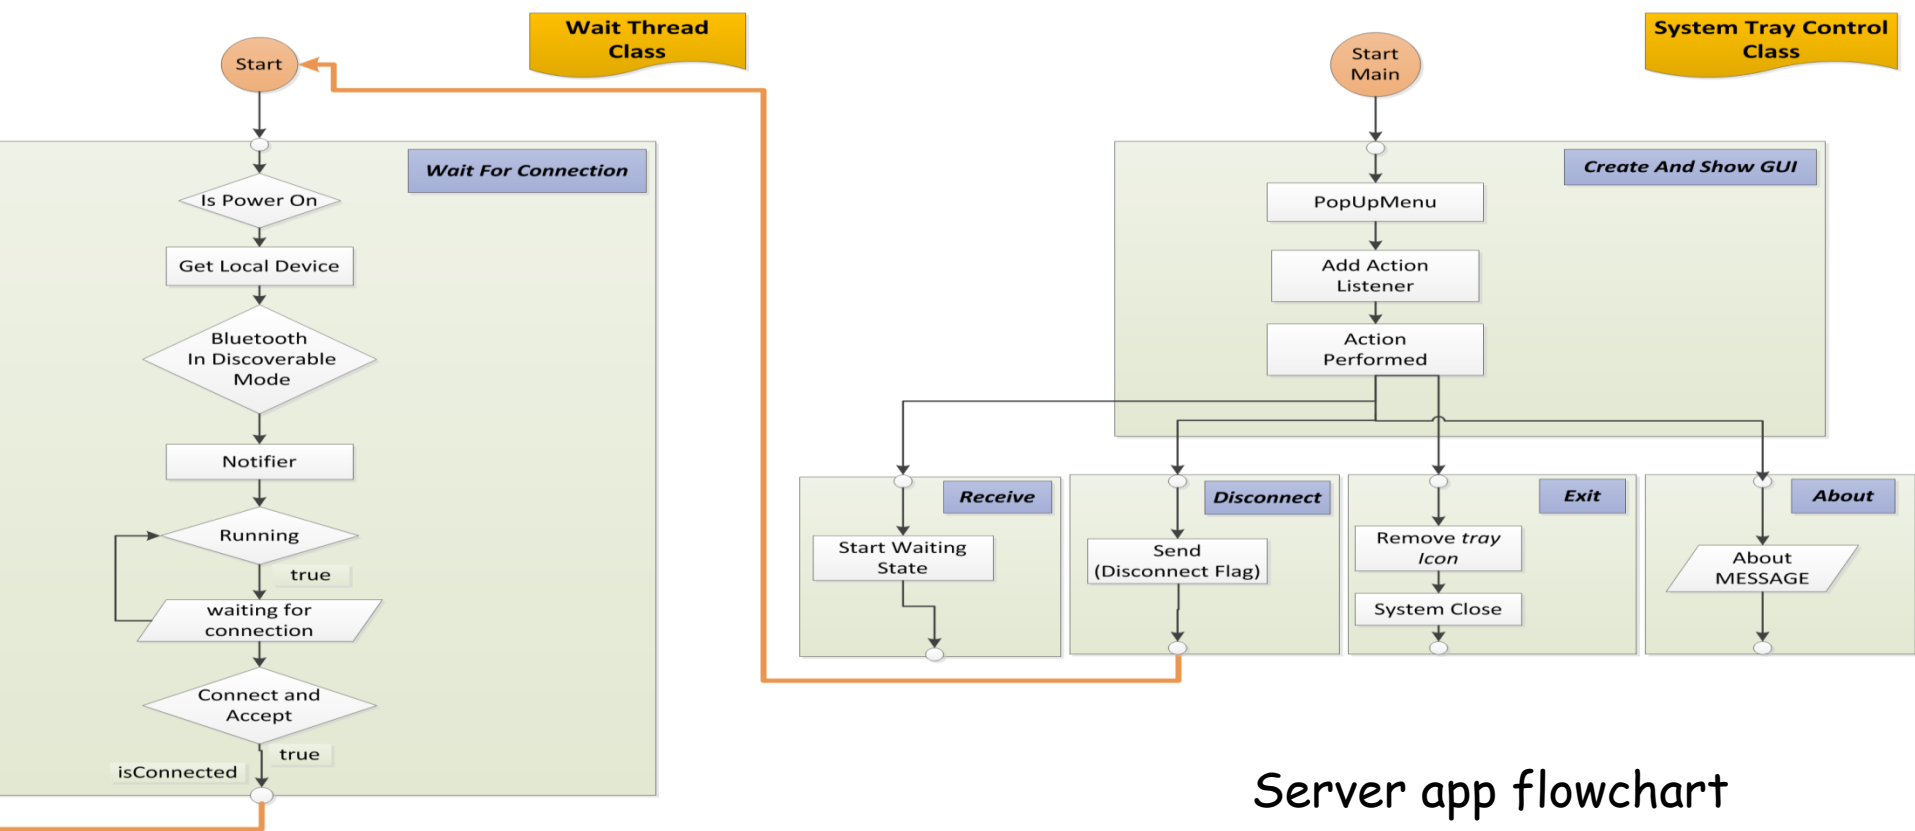 Wait Thread
Class
Start
Wait For Connection
Is Power On
Get Local Device
Bluetooth
In Discoverable
Mode
Notifier
Running
true
waiting for
connection
Connect and
Accept
true
isConnected
System Tray Control
Class
Start
Main
Create And Show GUI
PopUpMenu
Add Action
Listener
Action
Performed
Receive
Start Waiting
State
Disconnect
Send
(Disconnect Flag)
Exit
Remove tray
Icon
System Close
About
About
MESSAGE
Server app flowchart